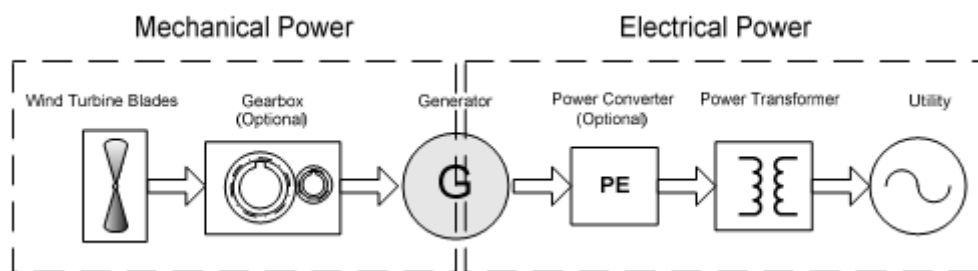 Mechanical Power
Electrical Power
Wind Turbine Blades
Gearbox
(Optional)
Generator
Power Converter
(Optional)
Power Transformer
Utility
G
PE